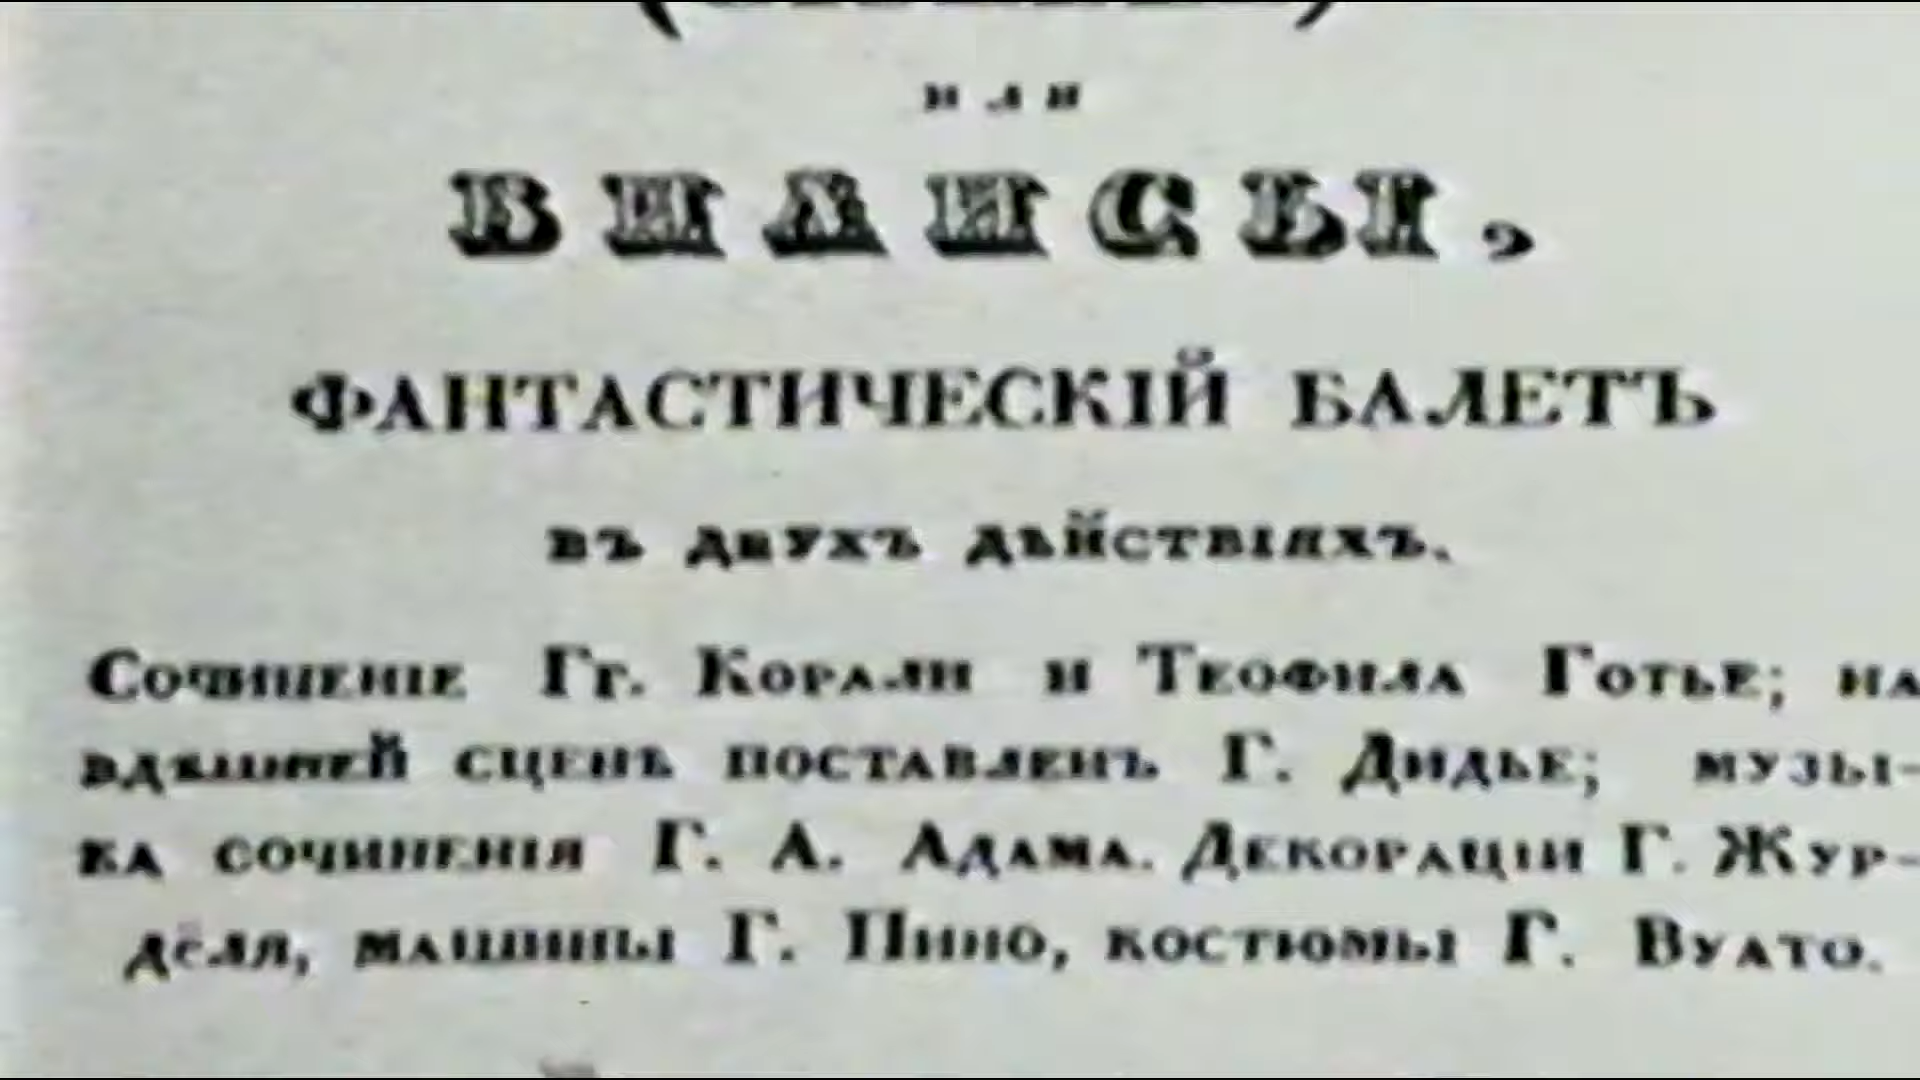 или
ВИЛИСЫ,
ФАНТАСТИЧЕСКІЙ БАЛЕТЪ
въ двухъ дѣйствіяхъ.
Сочиненіе Гг. Корали и Теофила Готье; на
здѣшней сценѣ поставленъ Г. Дидье; музы-
ка сочиненія Г. А. Адама. Декораціи Г. Жур-
деля, машины Г. Пино, костюмы Г. Вуато.